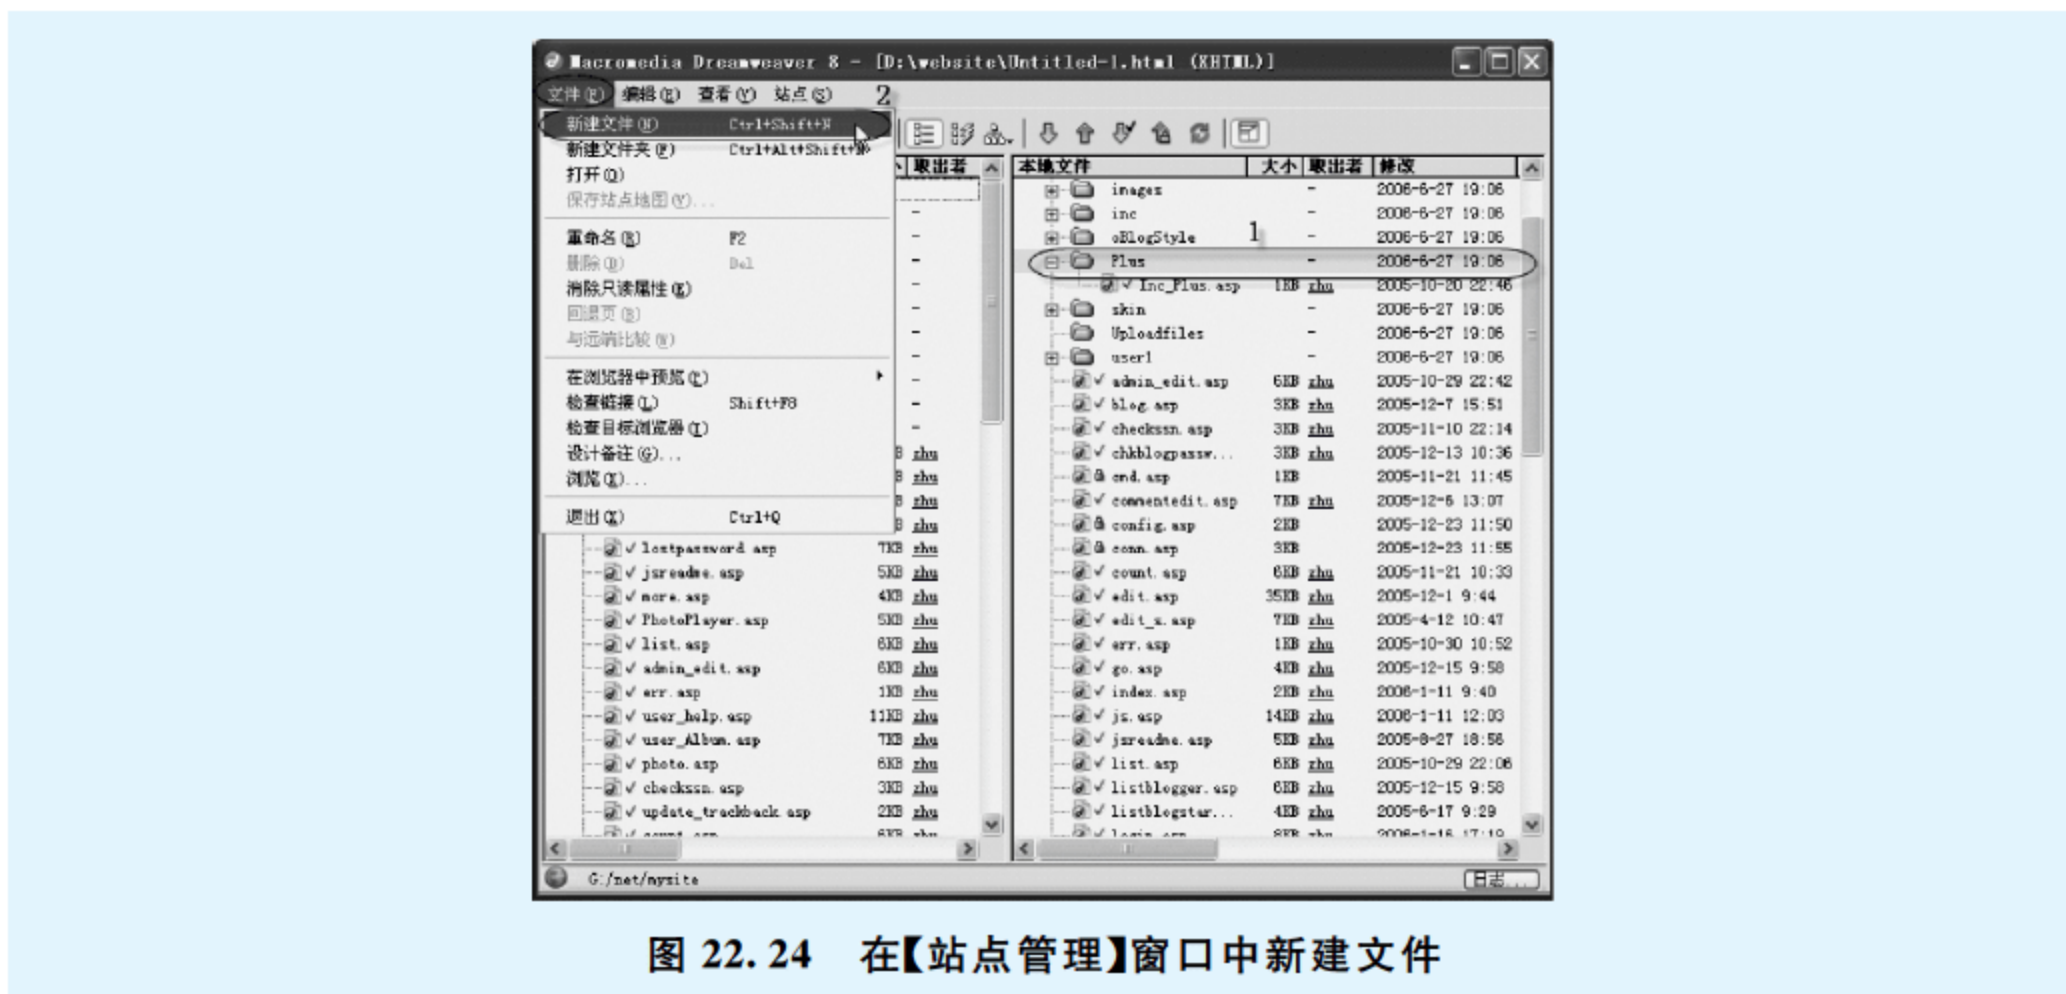 Macromedia Dreamweaver 8 - [D:\website\Untitled-1.html (XHTML)]
文件(F) 编辑(E) 查看(V) 站点(S) 2
新建文件(N) Ctrl+Shift+N
新建文件夹(F) Ctrl+Alt+Shift+N
打开(O)
保存站点地图(V)...
重命名(R) F2
删除(D) Del
消除只读属性(E)
回退页(B)
与远端比较(W)
在浏览器中预览(P)
检查链接(L) Shift+F8
检查目标浏览器(T)
设计备注(G)...
浏览(X)...
退出(X) Ctrl+Q
取出者
zhu
zhu
zhu
zhu
lostpassword.asp 7KB zhu
jsreadme.asp 5KB zhu
more.asp 4KB zhu
PhotoPlayer.asp 5KB zhu
list.asp 6KB zhu
admin_edit.asp 6KB zhu
err.asp 1KB zhu
user_help.asp 11KB zhu
user_Album.asp 7KB zhu
photo.asp 6KB zhu
checkssn.asp 3KB zhu
update_trackback.asp 2KB zhu
count.asp 6KB zhu
本地文件 大小 取出者 修改
images - 2006-6-27 19:06
inc - 2006-6-27 19:06
oBlogStyle 1 - 2006-6-27 19:06
Plus - 2006-6-27 19:06
Inc_Plus.asp 1KB zhu 2005-10-20 22:46
skin - 2006-6-27 19:06
Uploadfiles - 2006-6-27 19:06
user1 - 2006-6-27 19:06
admin_edit.asp 6KB zhu 2005-10-29 22:42
blog.asp 3KB zhu 2005-12-7 15:51
checkssn.asp 3KB zhu 2005-11-10 22:14
chkblogpassw... 3KB zhu 2005-12-13 10:36
cmd.asp 1KB 2005-11-21 11:45
commentedit.asp 7KB zhu 2005-12-6 13:07
config.asp 2KB 2005-12-23 11:50
conn.asp 3KB 2005-12-23 11:55
count.asp 6KB zhu 2005-11-21 10:33
edit.asp 35KB zhu 2005-12-1 9:44
edit_s.asp 7KB zhu 2005-4-12 10:47
err.asp 1KB zhu 2005-10-30 10:52
go.asp 4KB zhu 2005-12-15 9:58
index.asp 2KB zhu 2006-1-11 9:40
js.asp 14KB zhu 2006-1-11 12:03
jsreadme.asp 5KB zhu 2005-8-27 18:56
list.asp 6KB zhu 2005-10-29 22:06
listblogger.asp 6KB zhu 2005-12-15 9:58
listblogstar... 4KB zhu 2005-6-17 9:29
login.asp 8KB zhu 2006-1-16 17:19
G:/net/mysite 日志...
图 22.24 在【站点管理】窗口中新建文件